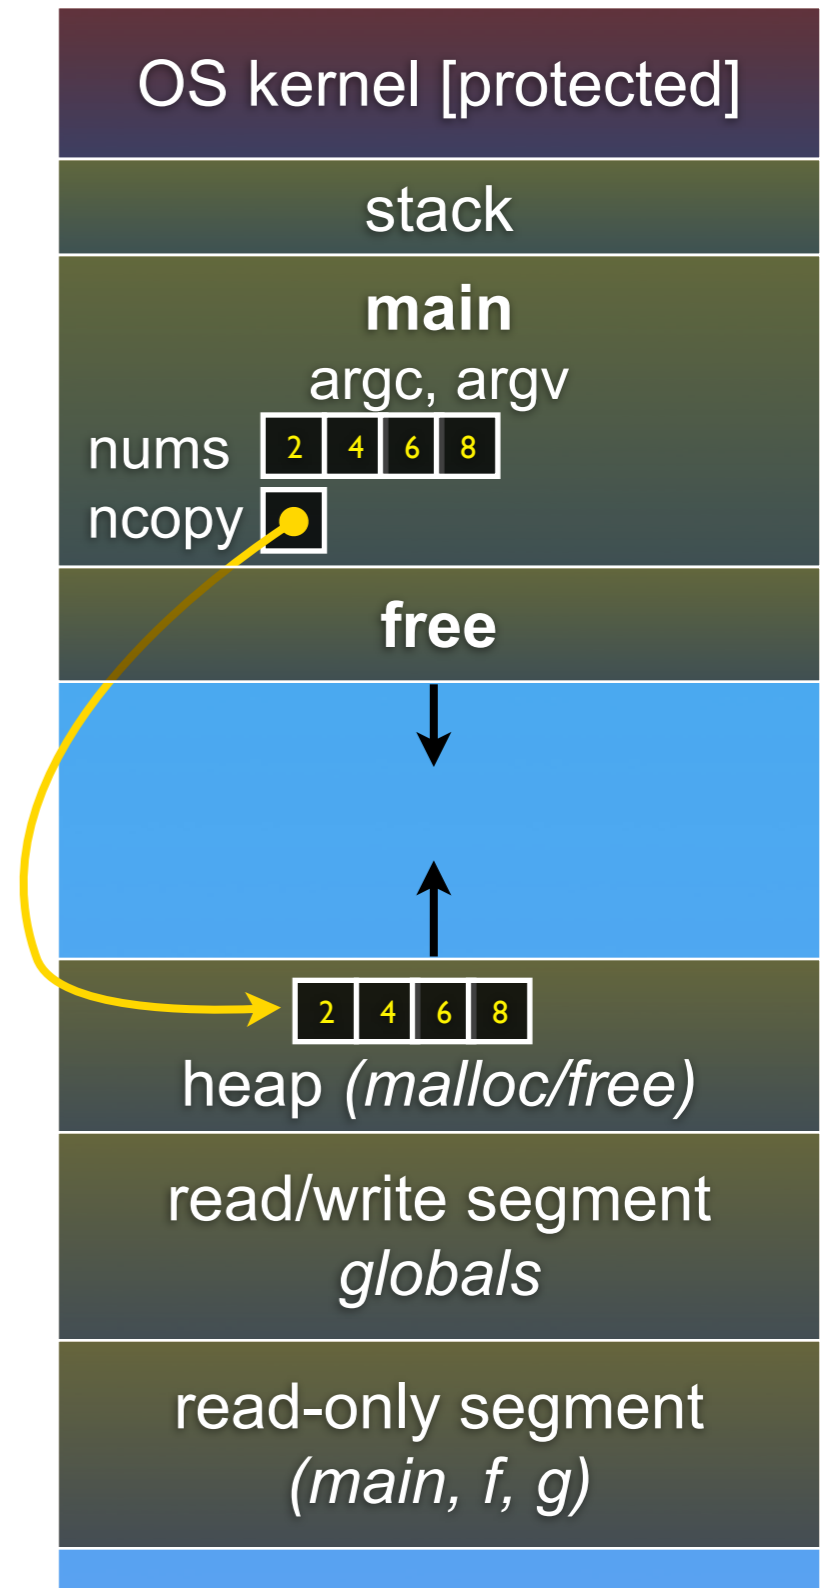 OS kernel [protected]
stack
main
argc, argv
nums 2 4 6 8
ncopy
free
2 4 6 8
heap (malloc/free)
read/write segment
globals
read-only segment
(main, f, g)